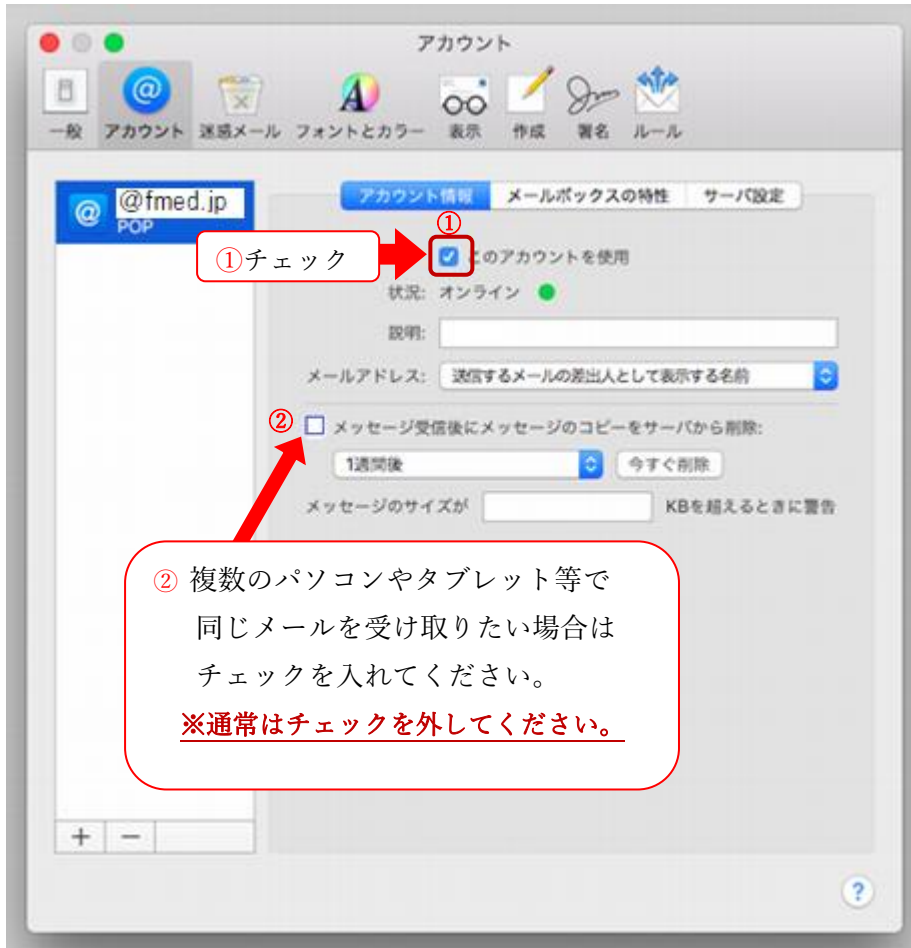 アカウント
一般 アカウント 迷惑メール フォントとカラー 表示 作成 署名 ルール
@fmed.jp
POP
アカウント情報 メールボックスの特性 サーバ設定
①
①チェック
このアカウントを使用
状況: オンライン
説明:
メールアドレス: 送信するメールの差出人として表示する名前
② メッセージ受信後にメッセージのコピーをサーバから削除:
1週間後 今すぐ削除
メッセージのサイズが KBを超えるときに警告
② 複数のパソコンやタブレット等で
同じメールを受け取りたい場合は
チェックを入れてください。
※通常はチェックを外してください。
+ −
?